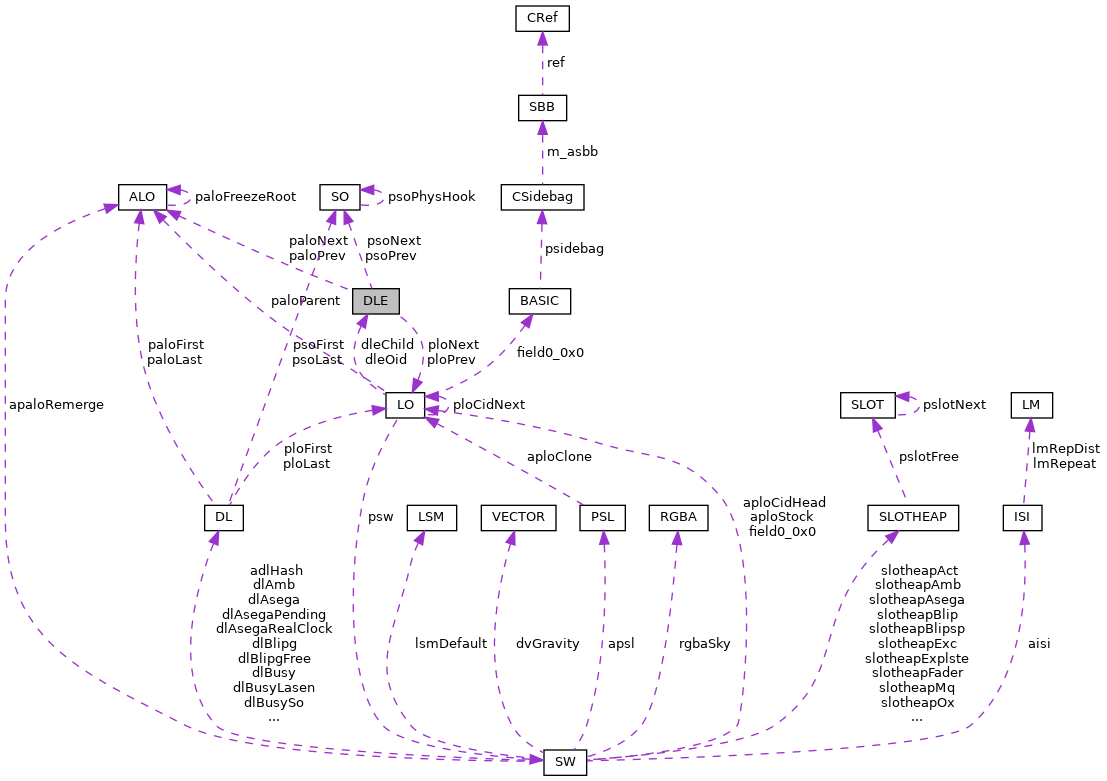 CRef
ref
SBB
m_asbb
ALO
paloFreezeRoot
SO
psoPhysHook
CSidebag
paloNext
paloPrev
psoNext
psoPrev
psidebag
paloParent
DLE
BASIC
paloFirst
paloLast
psoFirst
psoLast
dleChild
dleOid
ploNext
ploPrev
field0_0x0
apaloRemerge
LO
ploCidNext
SLOT
pslotNext
LM
ploFirst
ploLast
aploClone
pslotFree
lmRepDist
lmRepeat
DL
psw
LSM
VECTOR
PSL
RGBA
aploCidHead
aploStock
field0_0x0
SLOTHEAP
ISI
adlHash
dlAmb
dlAsega
dlAsegaPending
dlAsegaRealClock
dlBlipg
dlBlipgFree
dlBusy
dlBusyLasen
dlBusySo
...
lsmDefault
dvGravity
apsl
rgbaSky
slotheapAct
slotheapAmb
slotheapAsega
slotheapBlip
slotheapBlipsp
slotheapExc
slotheapExplste
slotheapFader
slotheapMq
slotheapOx
...
aisi
SW